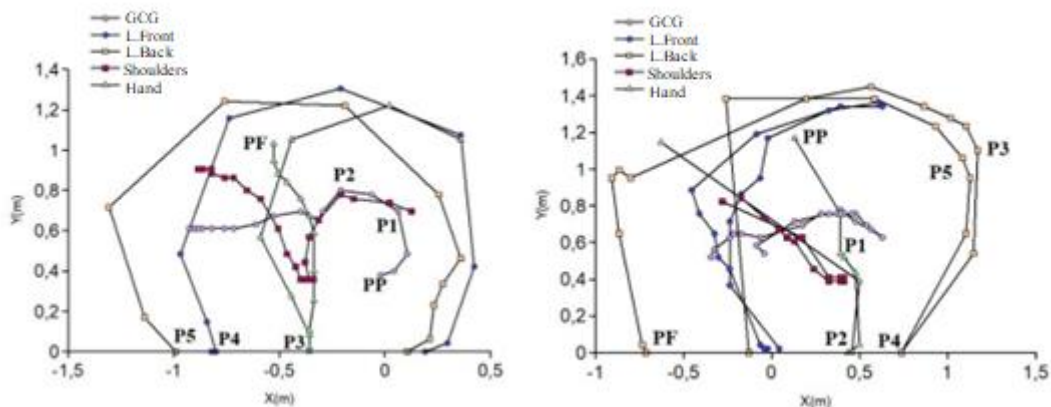 GCG
L.Front
L.Back
Shoulders
Hand
1,4
1,2
1
0,8
0,6
0,4
0,2
0
Y(m)
PF
P2
P1
PP
P5
P4
P3
-1,5
-1
-0,5
0
0,5
X(m)
GCG
L.Front
L.Back
Shoulders
Hand
1,6
1,4
1,2
1
0,8
0,6
0,4
0,2
0
Y(m)
PP
P3
P5
P1
PF
P2
P4
-1
-0,5
0
0,5
1
1,5
X(m)